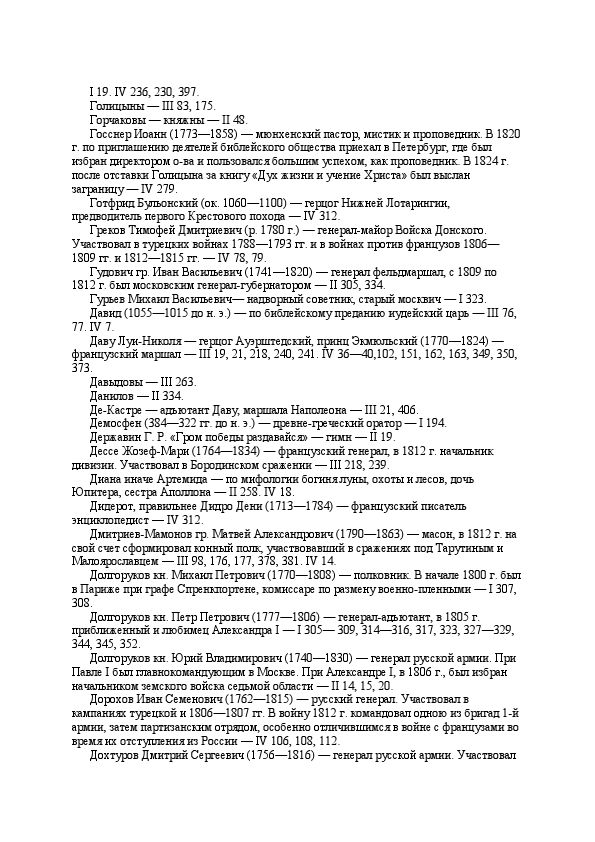 I 19. IV 236, 230, 397.
Голицыны — III 83, 175.
Горчаковы — княжны — II 48.
Госснер Иоанн (1773—1858) — мюнхенский пастор, мистик и проповедник. В 1820
г. по приглашению деятелей библейского общества приехал в Петербург, где был
избран директором о-ва и пользовался большим успехом, как проповедник. В 1824 г.
после отставки Голицына за книгу «Дух жизни и учение Христа» был выслан
заграницу — IV 279.
Готфрид Бульонский (ок. 1060—1100) — герцог Нижней Лотарингии,
предводитель первого Крестового похода — IV 312.
Греков Тимофей Дмитриевич (р. 1780 г.) — генерал-майор Войска Донского.
Участвовал в турецких войнах 1788—1793 гг. и в войнах против французов 1806—
1809 гг. и 1812—1815 гг. — IV 78, 79.
Гудович гр. Иван Васильевич (1741—1820) — генерал фельдмаршал, с 1809 по
1812 г. был московским генерал-губернатором — II 305, 334.
Гурьев Михаил Васильевич— надворный советник, старый москвич — I 323.
Давид (1055—1015 до н. э.) — по библейскому преданию иудейский царь — III 76,
77. IV 7.
Даву Луи-Николя — герцог Ауэрштедский, принц Экмюльский (1770—1824) —
французский маршал — III 19, 21, 218, 240, 241. IV 36—40,102, 151, 162, 163, 349, 350,
373.
Давыдовы — III 263.
Данилов — II 334.
Де-Кастре — адъютант Даву, маршала Наполеона — III 21, 406.
Демосфен (384—322 гг. до н. э.) — древне-греческий оратор — I 194.
Державин Г. Р. «Гром победы раздавайся» — гимн — II 19.
Дессе Жозеф-Мари (1764—1834) — французский генерал, в 1812 г. начальник
дивизии. Участвовал в Бородинском сражении — III 218, 239.
Диана иначе Артемида — по мифологии богиня луны, охоты и лесов, дочь
Юпитера, сестра Аполлона — II 258. IV 18.
Дидерот, правильнее Дидро Дени (1713—1784) — французский писатель
энциклопедист — IV 312.
Дмитриев-Мамонов гр. Матвей Александрович (1790—1863) — масон, в 1812 г. на
свой счет сформировал конный полк, участвовавший в сражениях под Тарутиным и
Малоярославцем — III 98, 176, 177, 378, 381. IV 14.
Долгоруков кн. Михаил Петрович (1770—1808) — полковник. В начале 1800 г. был
в Париже при графе Спренкпортене, комиссаре по размену военно-пленными — I 307,
308.
Долгоруков кн. Петр Петрович (1777—1806) — генерал-адъютант, в 1805 г.
приближенный и любимец Александра I — I 305— 309, 314—316, 317, 323, 327—329,
344, 345, 352.
Долгоруков кн. Юрий Владимирович (1740—1830) — генерал русской армии. При
Павле I был главнокомандующим в Москве. При Александре I, в 1806 г., был избран
начальником земского войска седьмой области — II 14, 15, 20.
Дорохов Иван Семенович (1762—1815) — русский генерал. Участвовал в
кампаниях турецкой и 1806—1807 гг. В войну 1812 г. командовал одною из бригад 1-й
армии, затем партизанским отрядом, особенно отличившимся в войне с французами во
время их отступления из России — IV 106, 108, 112.
Дохтуров Дмитрий Сергеевич (1756—1816) — генерал русской армии. Участвовал